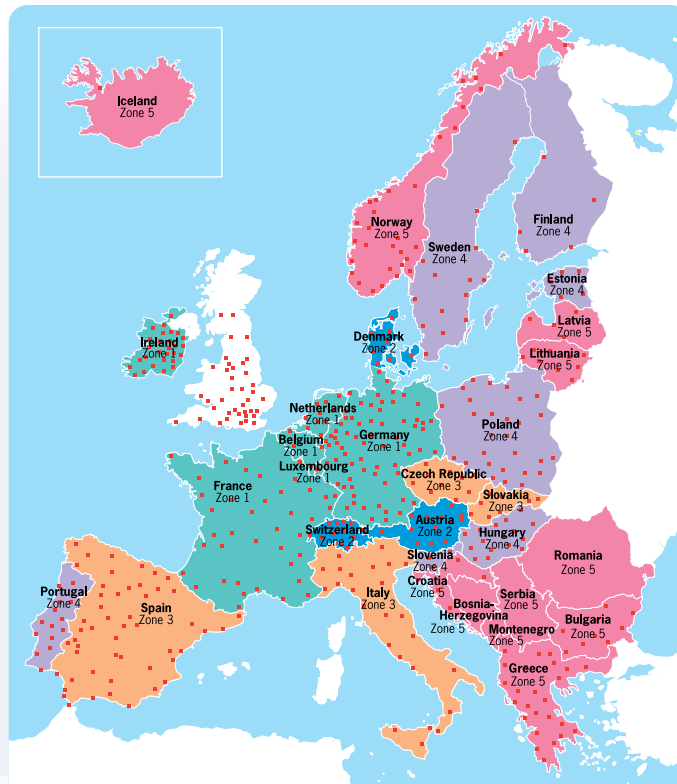 Iceland
Zone 5
Norway
Zone 5
Sweden
Zone 4
Finland
Zone 4
Estonia
Zone 4
Latvia
Zone 5
Lithuania
Zone 5
Denmark
Zone 2
Ireland
Zone 1
Netherlands
Zone 1
Belgium
Zone 1
Luxembourg
Zone 1
Germany
Zone 1
Poland
Zone 4
France
Zone 1
Czech Republic
Zone 3
Slovakia
Zone 3
Switzerland
Zone 2
Austria
Zone 2
Hungary
Zone 4
Slovenia
Zone 4
Croatia
Zone 5
Romania
Zone 5
Portugal
Zone 4
Spain
Zone 3
Italy
Zone 3
Bosnia-
Herzegovina
Zone 5
Serbia
Zone 5
Montenegro
Zone 5
Bulgaria
Zone 5
Greece
Zone 5